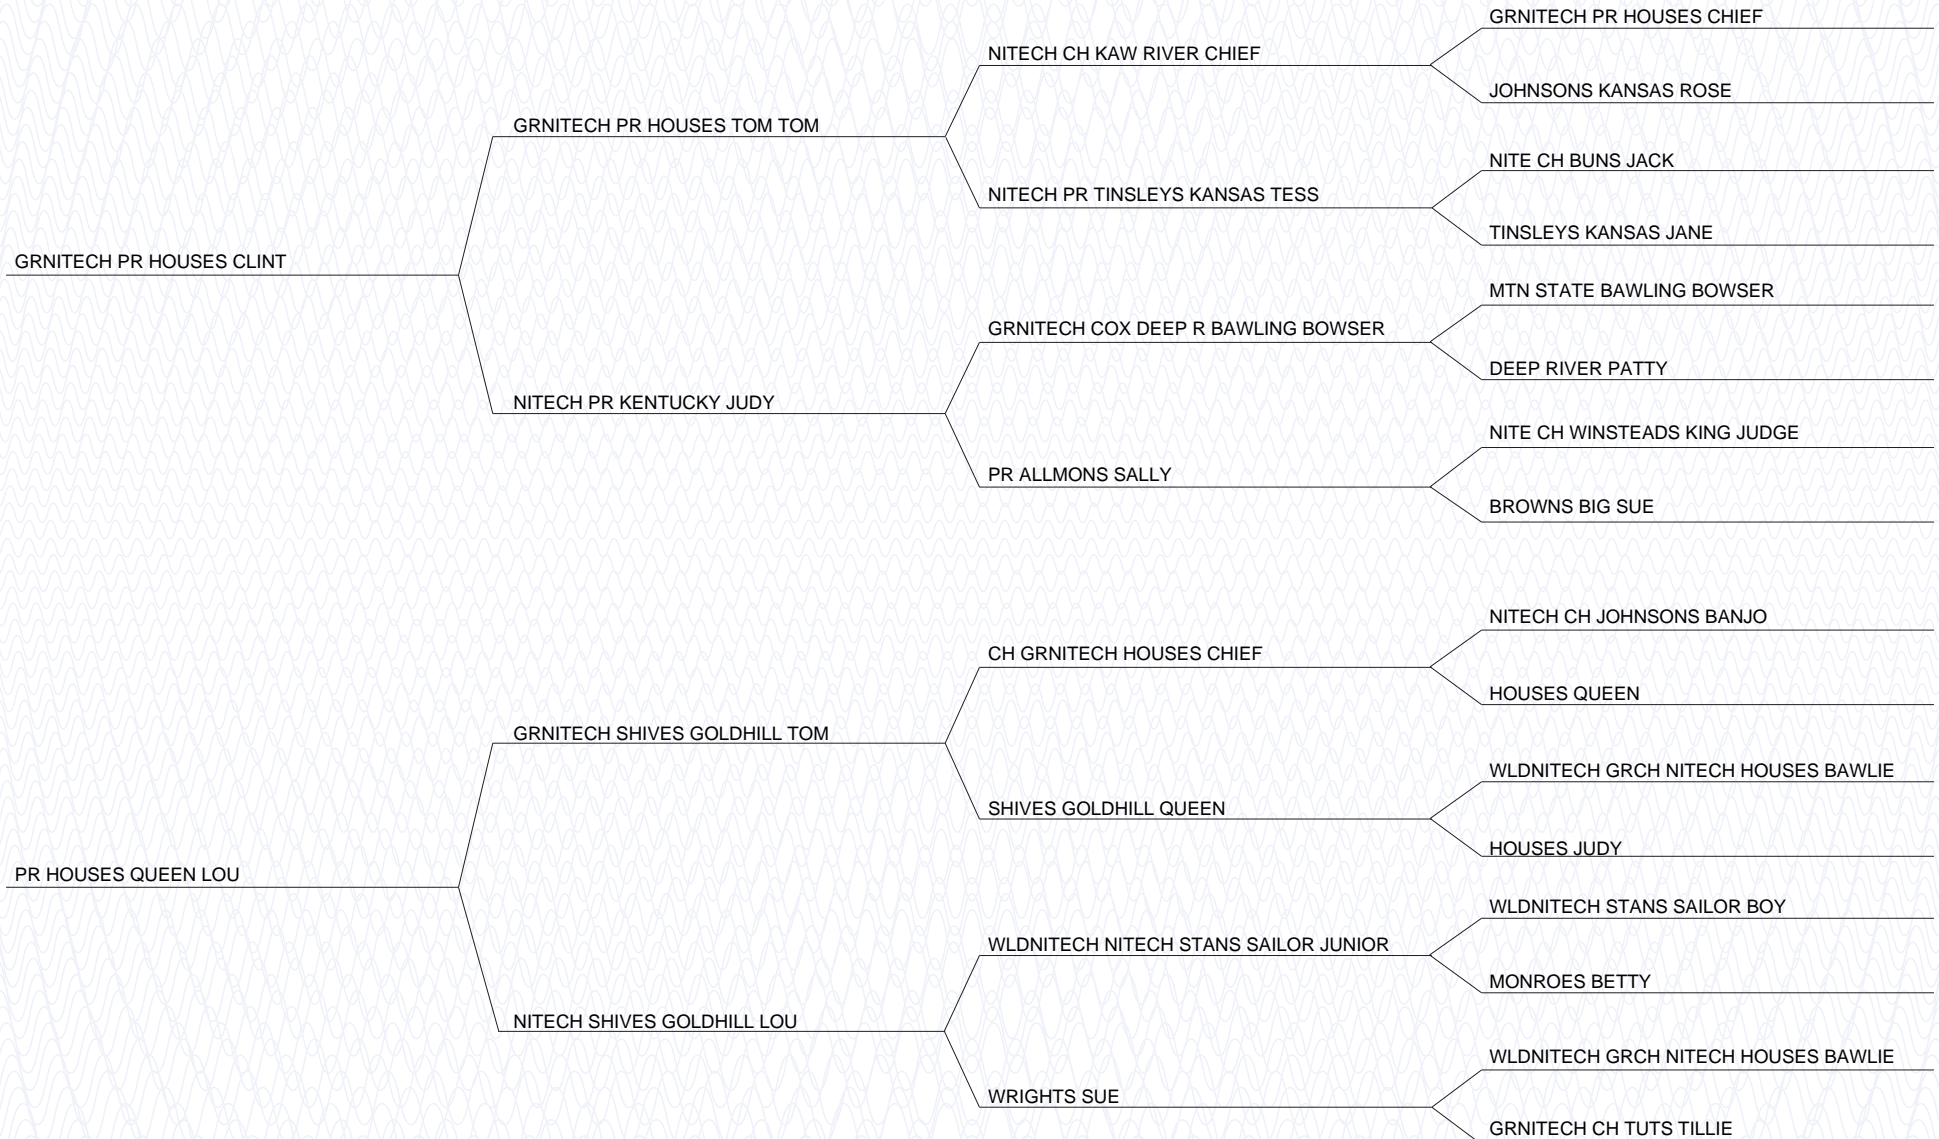 GRNITECH PR HOUSES CHIEF
NITECH CH KAW RIVER CHIEF
JOHNSONS KANSAS ROSE
GRNITECH PR HOUSES TOM TOM
NITE CH BUNS JACK
NITECH PR TINSLEYS KANSAS TESS
TINSLEYS KANSAS JANE
GRNITECH PR HOUSES CLINT
MTN STATE BAWLING BOWSER
GRNITECH COX DEEP R BAWLING BOWSER
DEEP RIVER PATTY
NITECH PR KENTUCKY JUDY
NITE CH WINSTEADS KING JUDGE
PR ALLMONS SALLY
BROWNS BIG SUE
NITECH CH JOHNSONS BANJO
CH GRNITECH HOUSES CHIEF
HOUSES QUEEN
GRNITECH SHIVES GOLDHILL TOM
WLDNITECH GRCH NITECH HOUSES BAWLIE
SHIVES GOLDHILL QUEEN
HOUSES JUDY
PR HOUSES QUEEN LOU
WLDNITECH STANS SAILOR BOY
WLDNITECH NITECH STANS SAILOR JUNIOR
MONROES BETTY
NITECH SHIVES GOLDHILL LOU
WLDNITECH GRCH NITECH HOUSES BAWLIE
WRIGHTS SUE
GRNITECH CH TUTS TILLIE